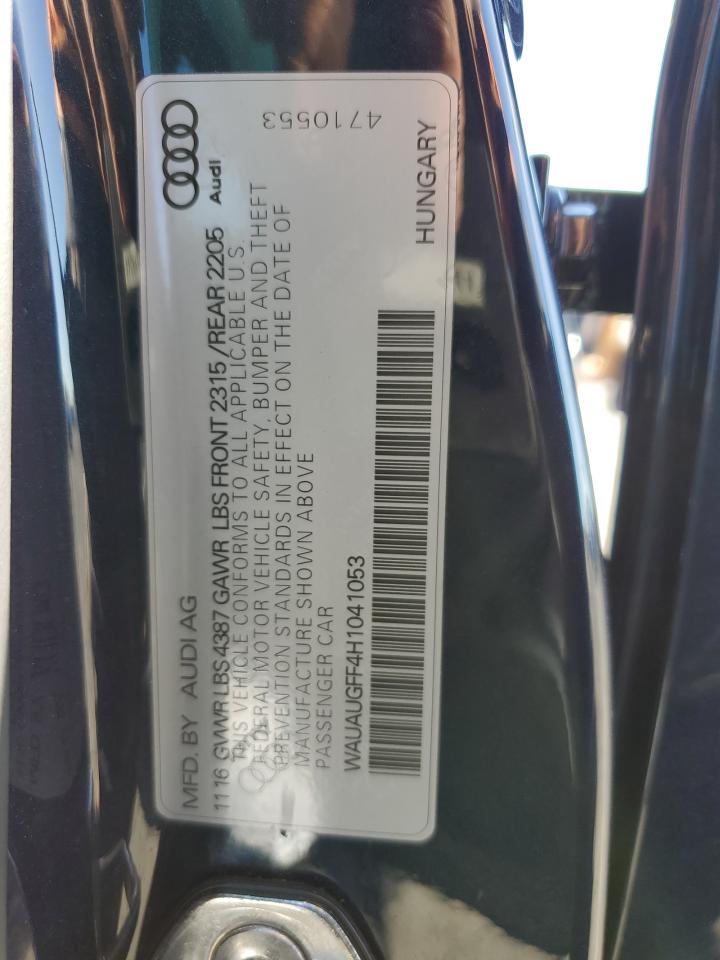 Audi
4710553
MFD. BY AUDI AG
11 16 GVWR LBS 4387 GAWR LBS FRONT 2315 /REAR 2205
THIS VEHICLE CONFORMS TO ALL APPLICABLE U.S.
FEDERAL MOTOR VEHICLE SAFETY, BUMPER AND THEFT
PREVENTION STANDARDS IN EFFECT ON THE DATE OF
MANUFACTURE SHOWN ABOVE
PASSENGER CAR
WAUAUGFF4H1041053
HUNGARY